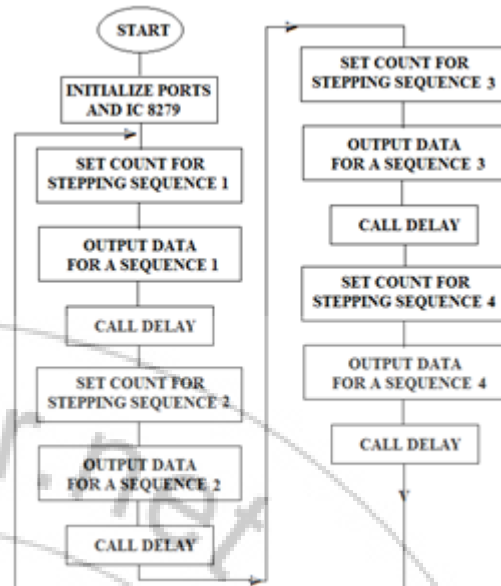 START
INITIALIZE PORTS
AND IC 8279
SET COUNT FOR
STEPPING SEQUENCE 1
OUTPUT DATA
FOR A SEQUENCE 1
CALL DELAY
SET COUNT FOR
STEPPING SEQUENCE 2
OUTPUT DATA
FOR A SEQUENCE 2
CALL DELAY
SET COUNT FOR
STEPPING SEQUENCE 3
OUTPUT DATA
FOR A SEQUENCE 3
CALL DELAY
SET COUNT FOR
STEPPING SEQUENCE 4
OUTPUT DATA
FOR A SEQUENCE 4
CALL DELAY
r.net